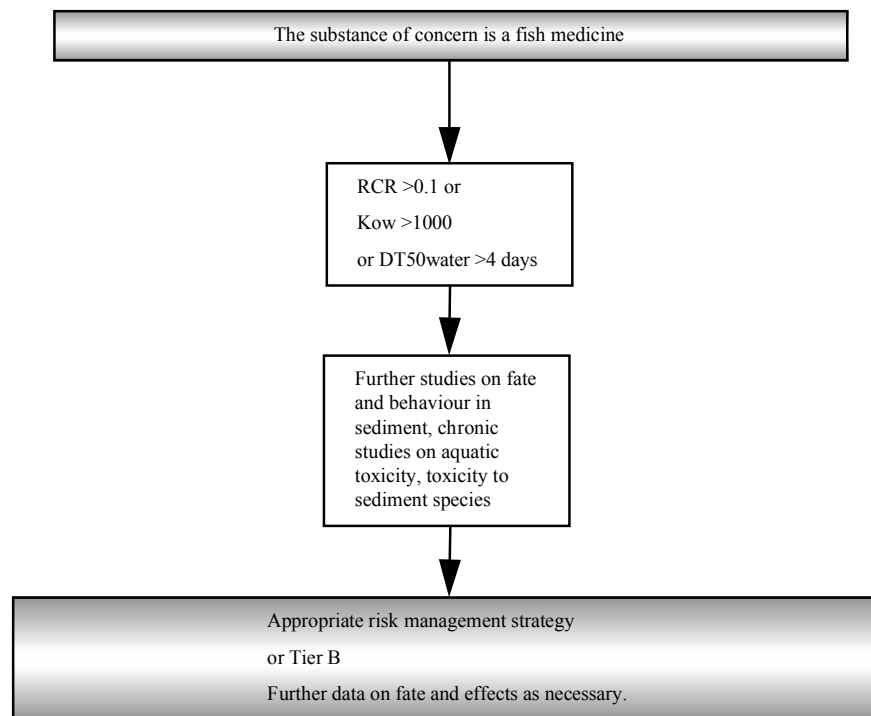 The substance of concern is a fish medicine
RCR >0.1 or
Kow >1000
or DT50water >4 days
Further studies on fate
and behaviour in
sediment, chronic
studies on aquatic
toxicity, toxicity to
sediment species
Appropriate risk management strategy
or Tier B
Further data on fate and effects as necessary.